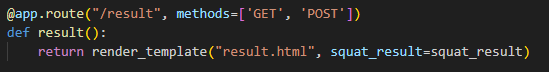 @app.route("/result", methods=['GET', 'POST'])
def result():
    return render_template("result.html", squat_result=squat_result)